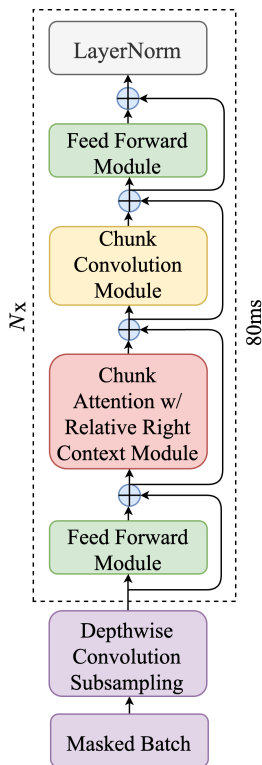 LayerNorm
Feed Forward
Module
Chunk
Convolution
Module
Nx
80ms
Chunk
Attention w/
Relative Right
Context Module
Feed Forward
Module
Depthwise
Convolution
Subsampling
Masked Batch